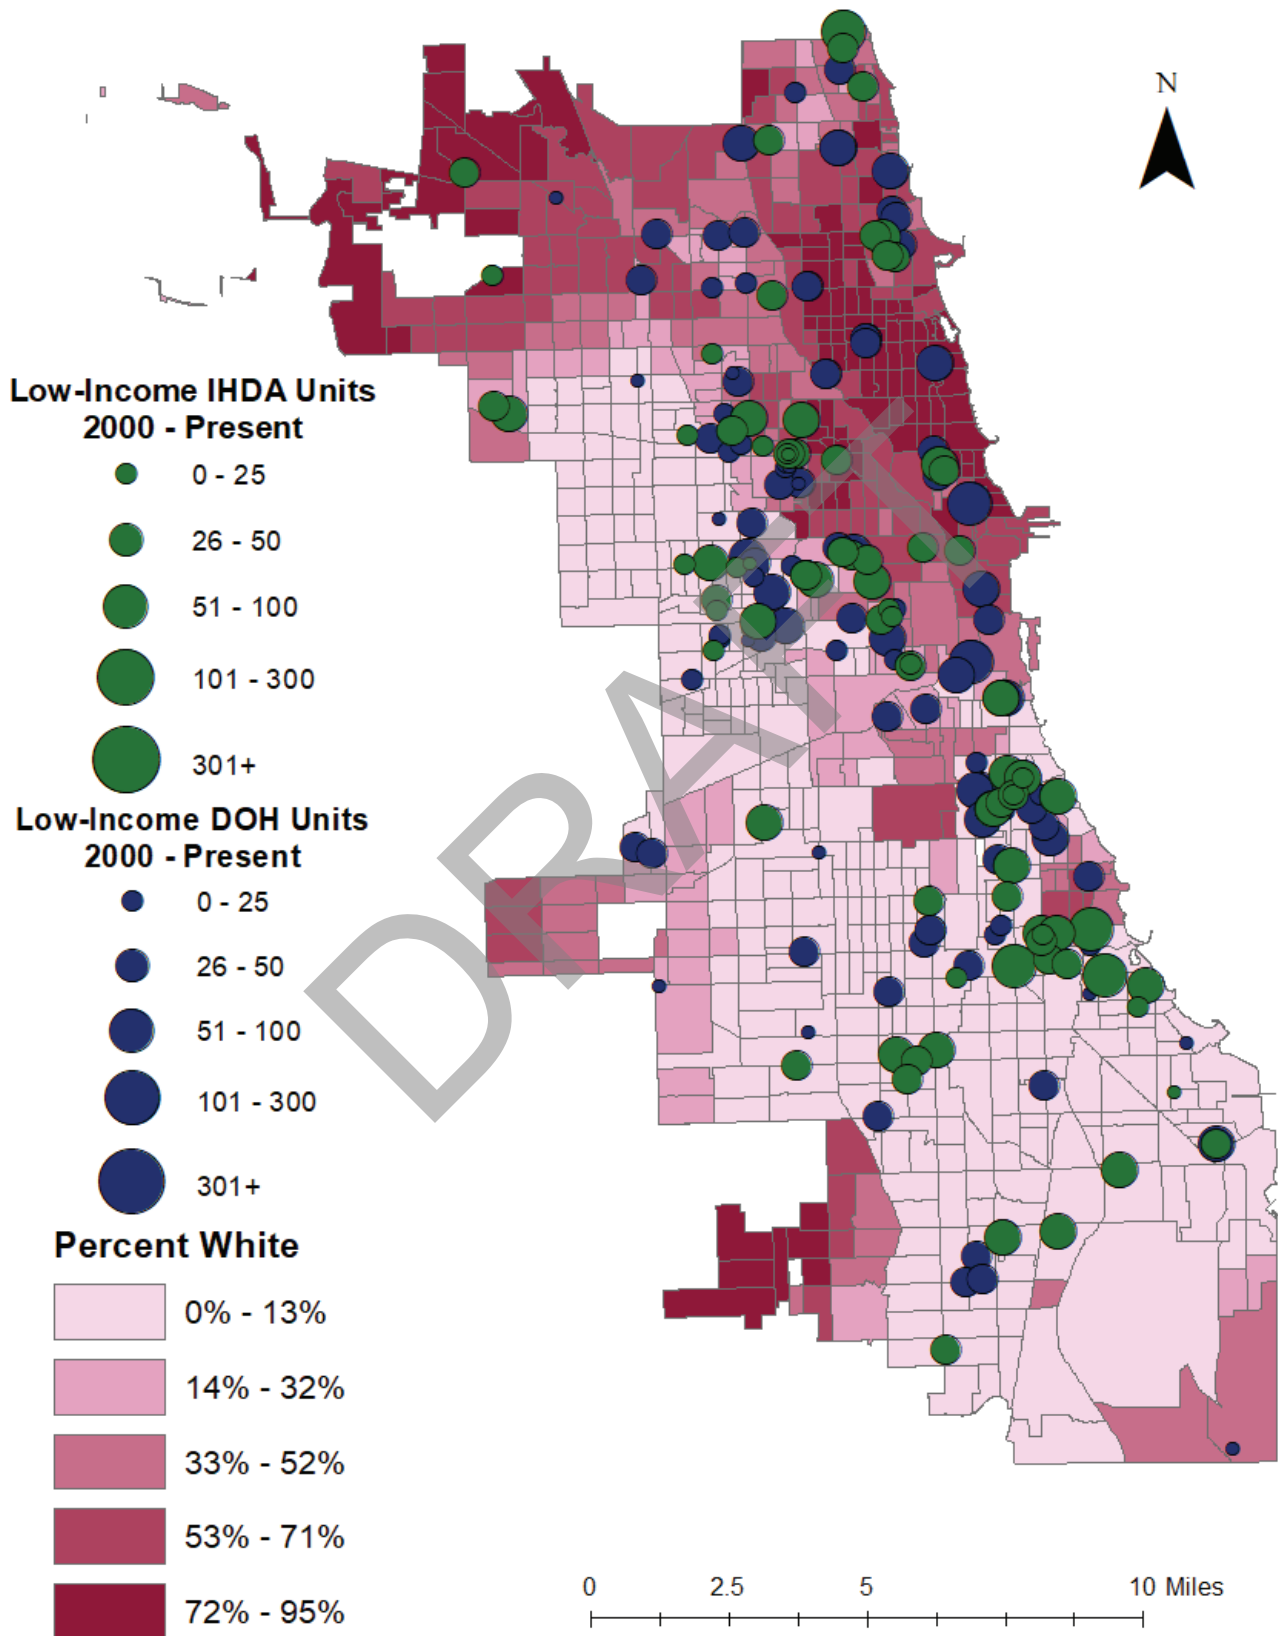 N
Low-Income IHDA Units
2000 - Present
0 - 25
26 - 50
51 - 100
101 - 300
301+
Low-Income DOH Units
2000 - Present
0 - 25
26 - 50
51 - 100
101 - 300
301+
Percent White
0% - 13%
14% - 32%
33% - 52%
53% - 71%
72% - 95%
DRAFT
0 2.5 5 10 Miles